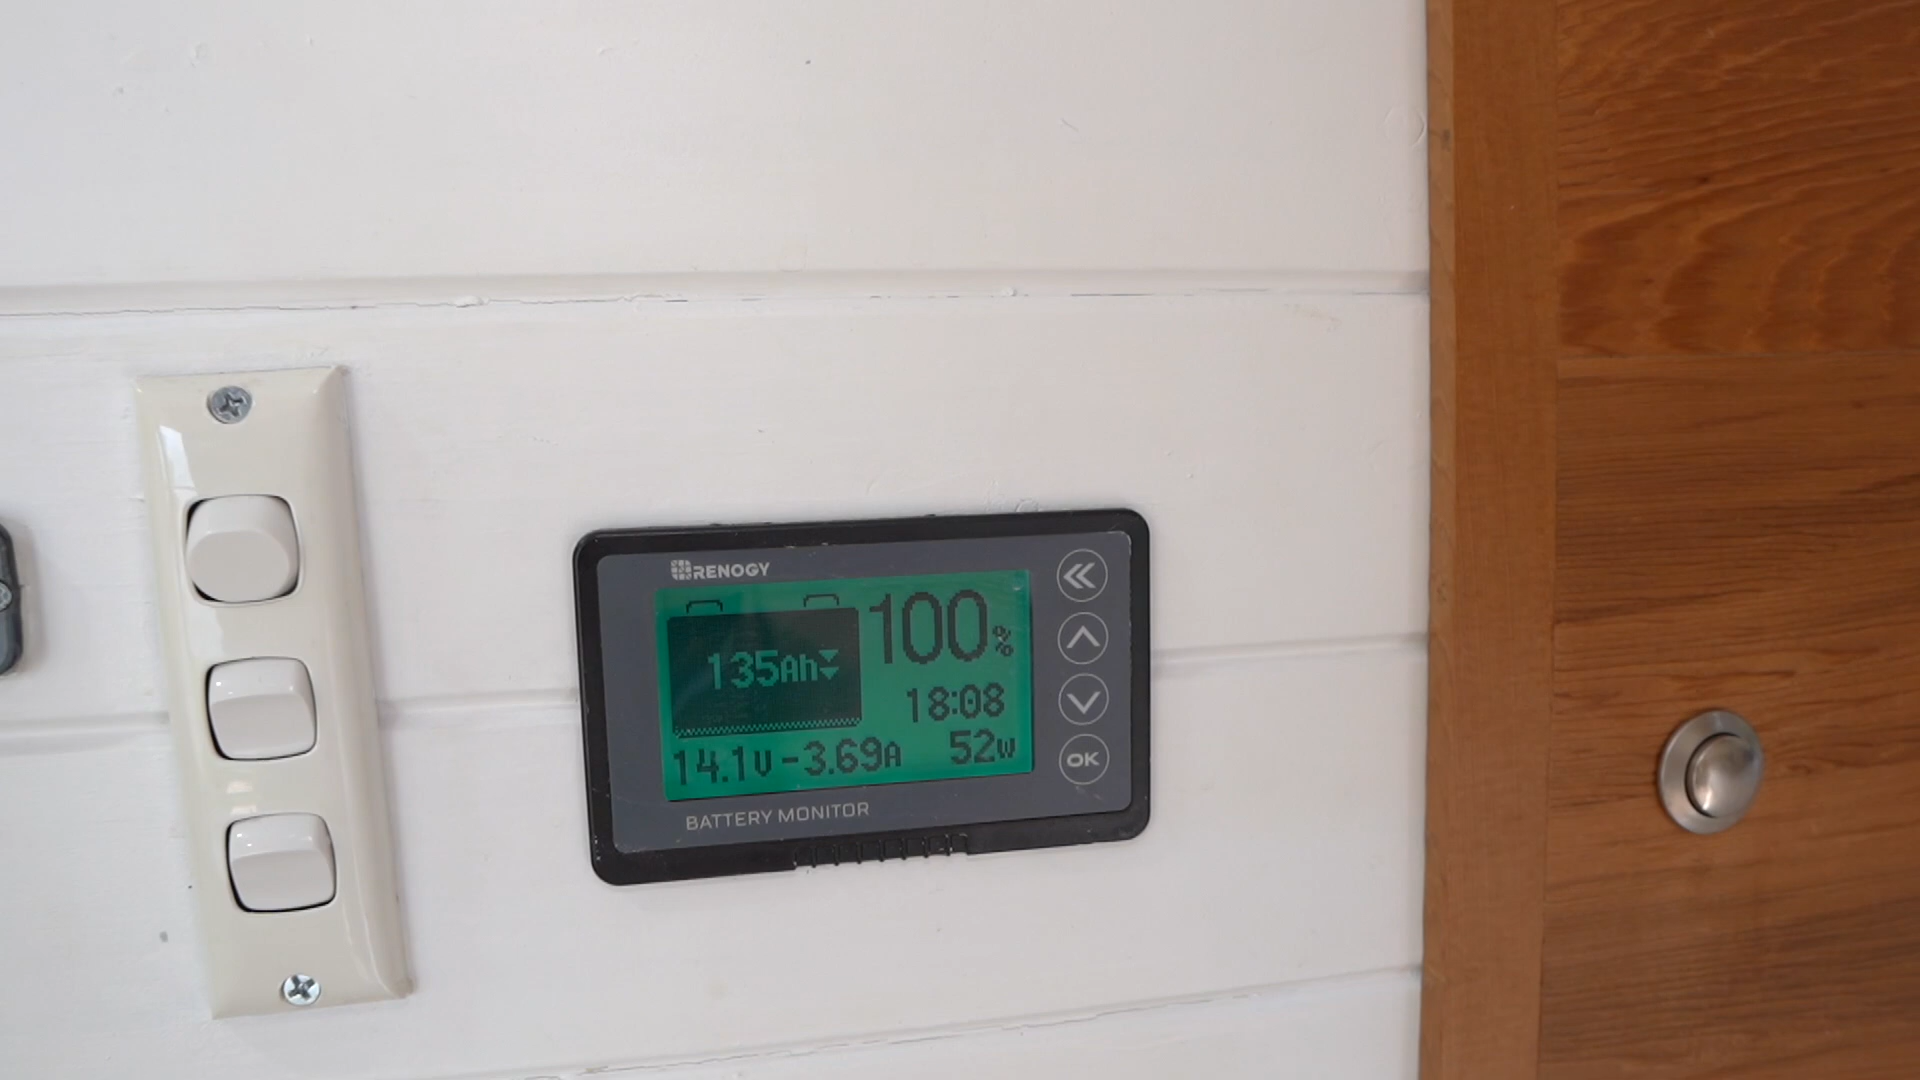 RENOGY
100%
135Ah
18:08
14.1V -3.69A 52W
OK
BATTERY MONITOR